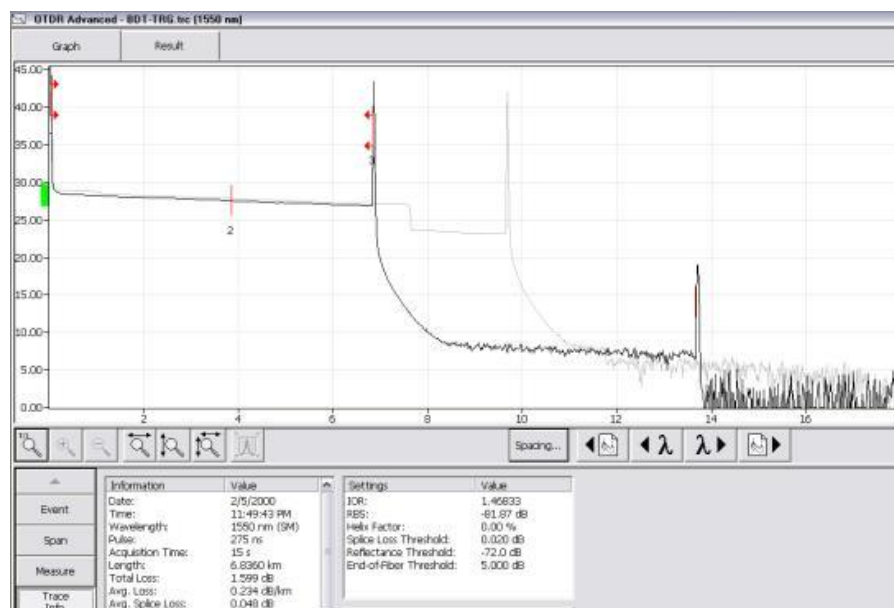 OTDR Advanced - BDT-TRG.trc (1550 nm)
Graph
Result
45.00
40.00
35.00
30.00
25.00
20.00
15.00
10.00
5.00
0.00
2
3
2
4
6
8
10
12
14
16
Spacing...
λ
λ
Event
Span
Measure
Trace
Info
Information Value
Date: 2/5/2000
Time: 11:49:43 PM
Wavelength: 1550 nm (SM)
Pulse: 275 ns
Acquisition Time: 15 s
Length: 6.8360 km
Total Loss: 1.599 dB
Avg. Loss: 0.234 dB/km
Avg. Splice Loss: 0.048 dB
Settings Value
IOR: 1.46833
RBS: -81.87 dB
Helix Factor: 0.00 %
Splice Loss Threshold: 0.020 dB
Reflectance Threshold: -72.0 dB
End-of-Fiber Threshold: 5.000 dB